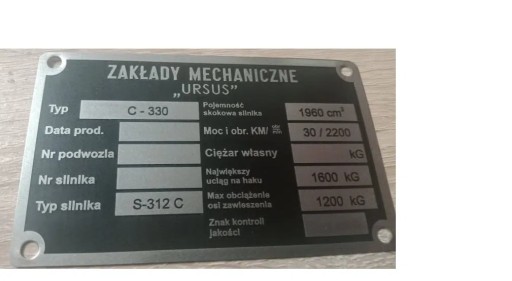 ZAKŁADY MECHANICZNE
„URSUS”
Typ C - 330
Pojemność
skokowa silnika 1960 cm³
Data prod.
Moc i obr. KM/ 30 / 2200
Nr podwozia
Ciężar własny kG
Nr silnika
Największy
uciąg na haku 1600 kG
Typ silnika S-312 C
Max obciążenie
osi zawieszenia 1200 kG
Znak kontroli
jakości